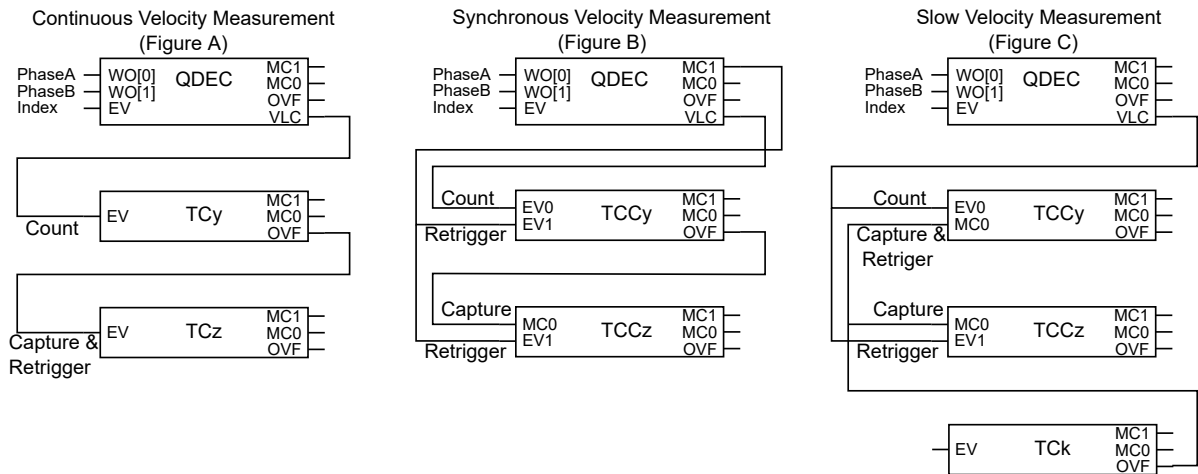 Continuous Velocity Measurement
(Figure A)
PhaseA
PhaseB
Index
WO[0]
WO[1]
EV
QDEC
MC1
MC0
OVF
VLC
Count
EV
TCy
MC1
MC0
OVF
Capture &
Retrigger
EV
TCz
MC1
MC0
OVF
Synchronous Velocity Measurement
(Figure B)
PhaseA
PhaseB
Index
WO[0]
WO[1]
EV
QDEC
MC1
MC0
OVF
VLC
Count
Retrigger
EV0
EV1
TCCy
MC1
MC0
OVF
Capture
Retrigger
MC0
EV1
TCCz
MC1
MC0
OVF
Slow Velocity Measurement
(Figure C)
PhaseA
PhaseB
Index
WO[0]
WO[1]
EV
QDEC
MC1
MC0
OVF
VLC
Count
Capture &
Retriger
EV0
MC0
TCCy
MC1
MC0
OVF
Capture
Retrigger
MC0
EV1
TCCz
MC1
MC0
OVF
EV
TCk
MC1
MC0
OVF